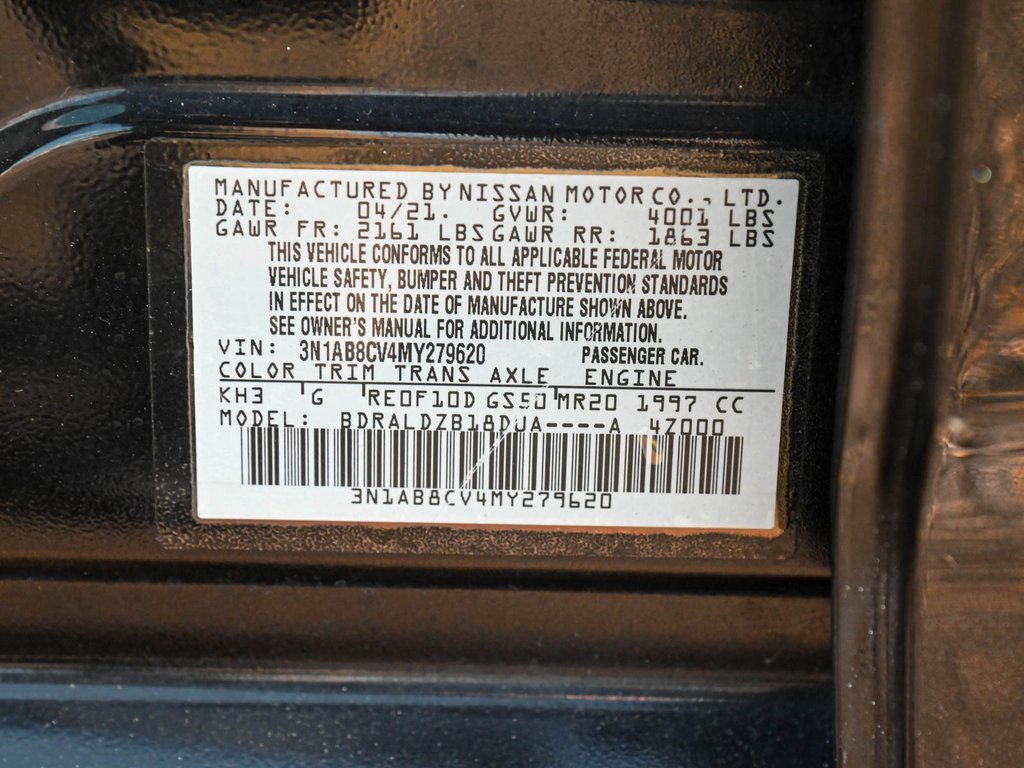 MANUFACTURED BY NISSAN MOTOR CO., LTD.
DATE: 04/21. GVWR: 4001 LBS
GAWR FR: 2161 LBS GAWR RR: 1863 LBS
THIS VEHICLE CONFORMS TO ALL APPLICABLE FEDERAL MOTOR
VEHICLE SAFETY, BUMPER AND THEFT PREVENTION STANDARDS
IN EFFECT ON THE DATE OF MANUFACTURE SHOWN ABOVE.
SEE OWNER'S MANUAL FOR ADDITIONAL INFORMATION.
VIN: 3N1AB8CV4MY279620 PASSENGER CAR.
COLOR TRIM TRANS AXLE ENGINE
KH3 G RE0F10D GS50 MR20 1997 CC
MODEL: BDRALDZB18DUA----A 4Z000
3N1AB8CV4MY279620